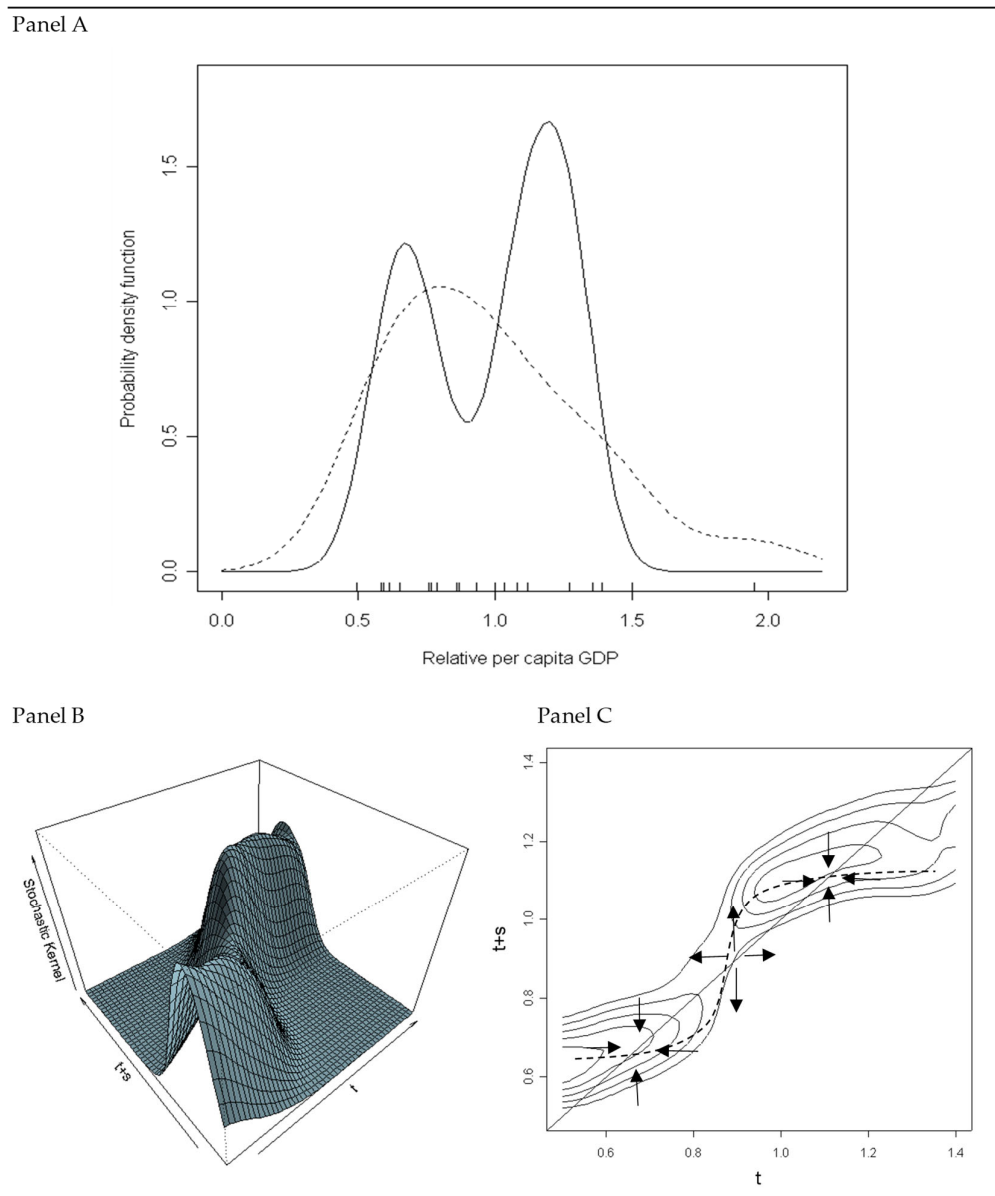 Panel A
Probability density function
1.5
1.0
0.5
0.0
0.0 0.5 1.0 1.5 2.0
Relative per capita GDP
Panel B
Stochastic Kernel
t+s
t
Panel C
t+s
1.4
1.2
1.0
0.8
0.6
0.6 0.8 1.0 1.2 1.4
t